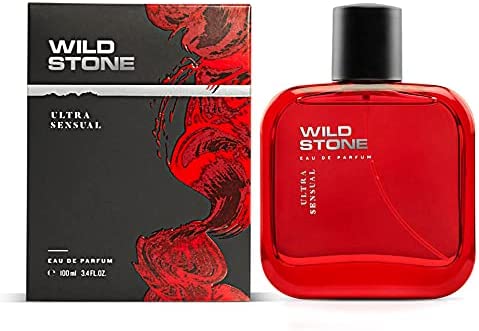 WILD
STONE
ULTRA
SENSUAL
EAU DE PARFUM
℮ 100 ml 3.4 FL.OZ.
WILD
STONE
EAU DE PARFUM
ULTRA
SENSUAL